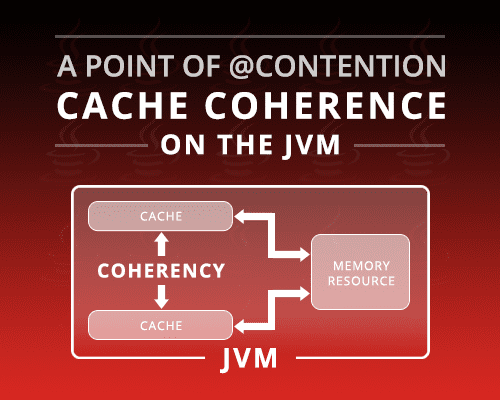 A POINT OF @CONTENTION
CACHE COHERENCE
ON THE JVM
CACHE
COHERENCY
CACHE
MEMORY
RESOURCE
JVM